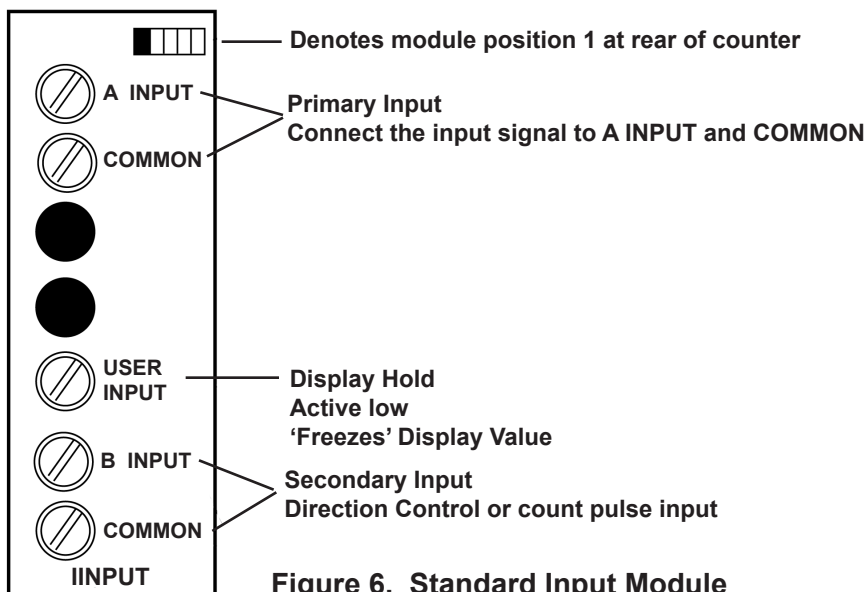 Denotes module position 1 at rear of counter
A INPUT
Primary Input
Connect the input signal to A INPUT and COMMON
COMMON
USER
INPUT
Display Hold
Active low
'Freezes' Display Value
B INPUT
Secondary Input
Direction Control or count pulse input
COMMON
IINPUT
Figure 6. Standard Input Module